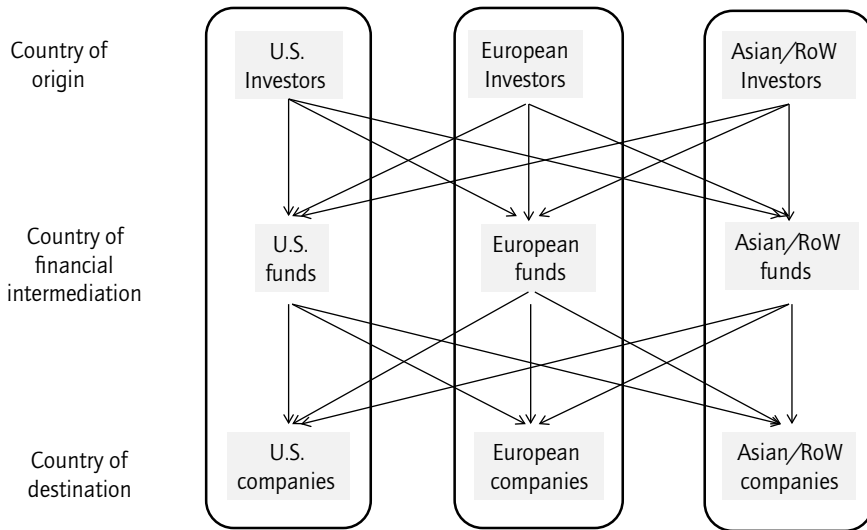 Country of
origin
U.S.
Investors
European
Investors
Asian/RoW
Investors
Country of
financial
intermediation
U.S.
funds
European
funds
Asian/RoW
funds
Country of
destination
U.S.
companies
European
companies
Asian/RoW
companies